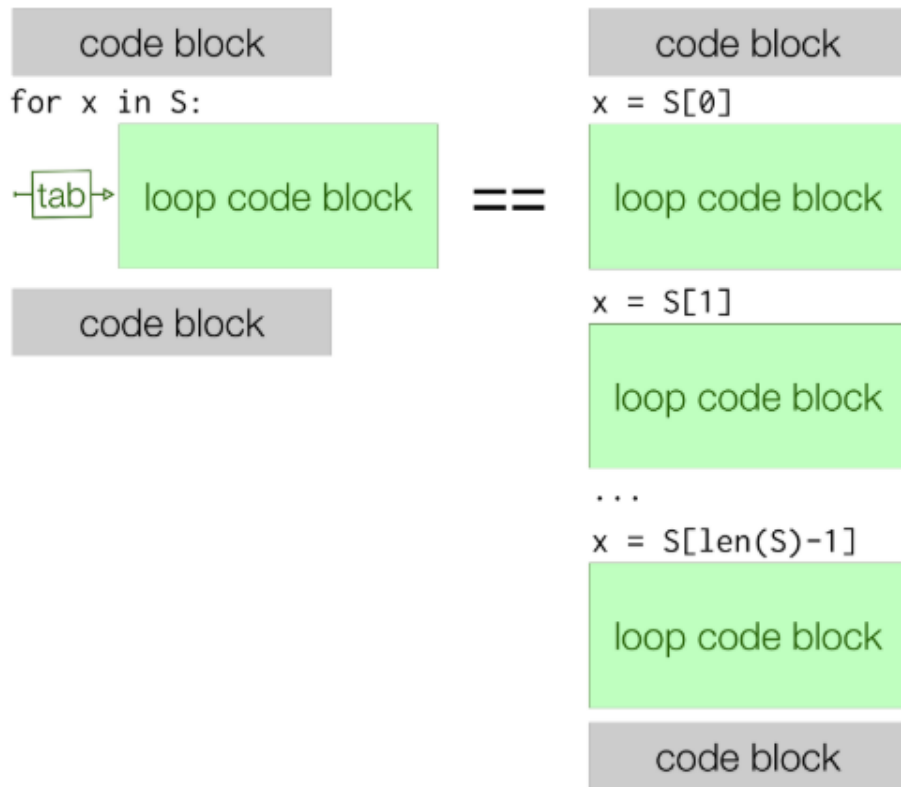 code block
for x in S:
tab
loop code block
code block
==
code block
x = S[0]
loop code block
x = S[1]
loop code block
...
x = S[len(S)-1]
loop code block
code block